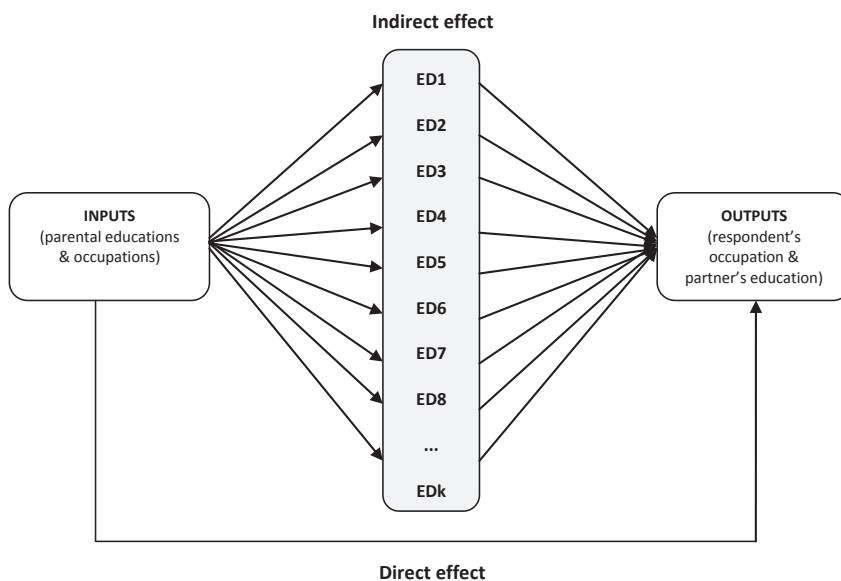 Indirect effect
ED1
ED2
ED3
ED4
ED5
ED6
ED7
ED8
...
EDk
INPUTS
(parental educations
& occupations)
OUTPUTS
(respondent's
occupation &
partner's education)
Direct effect